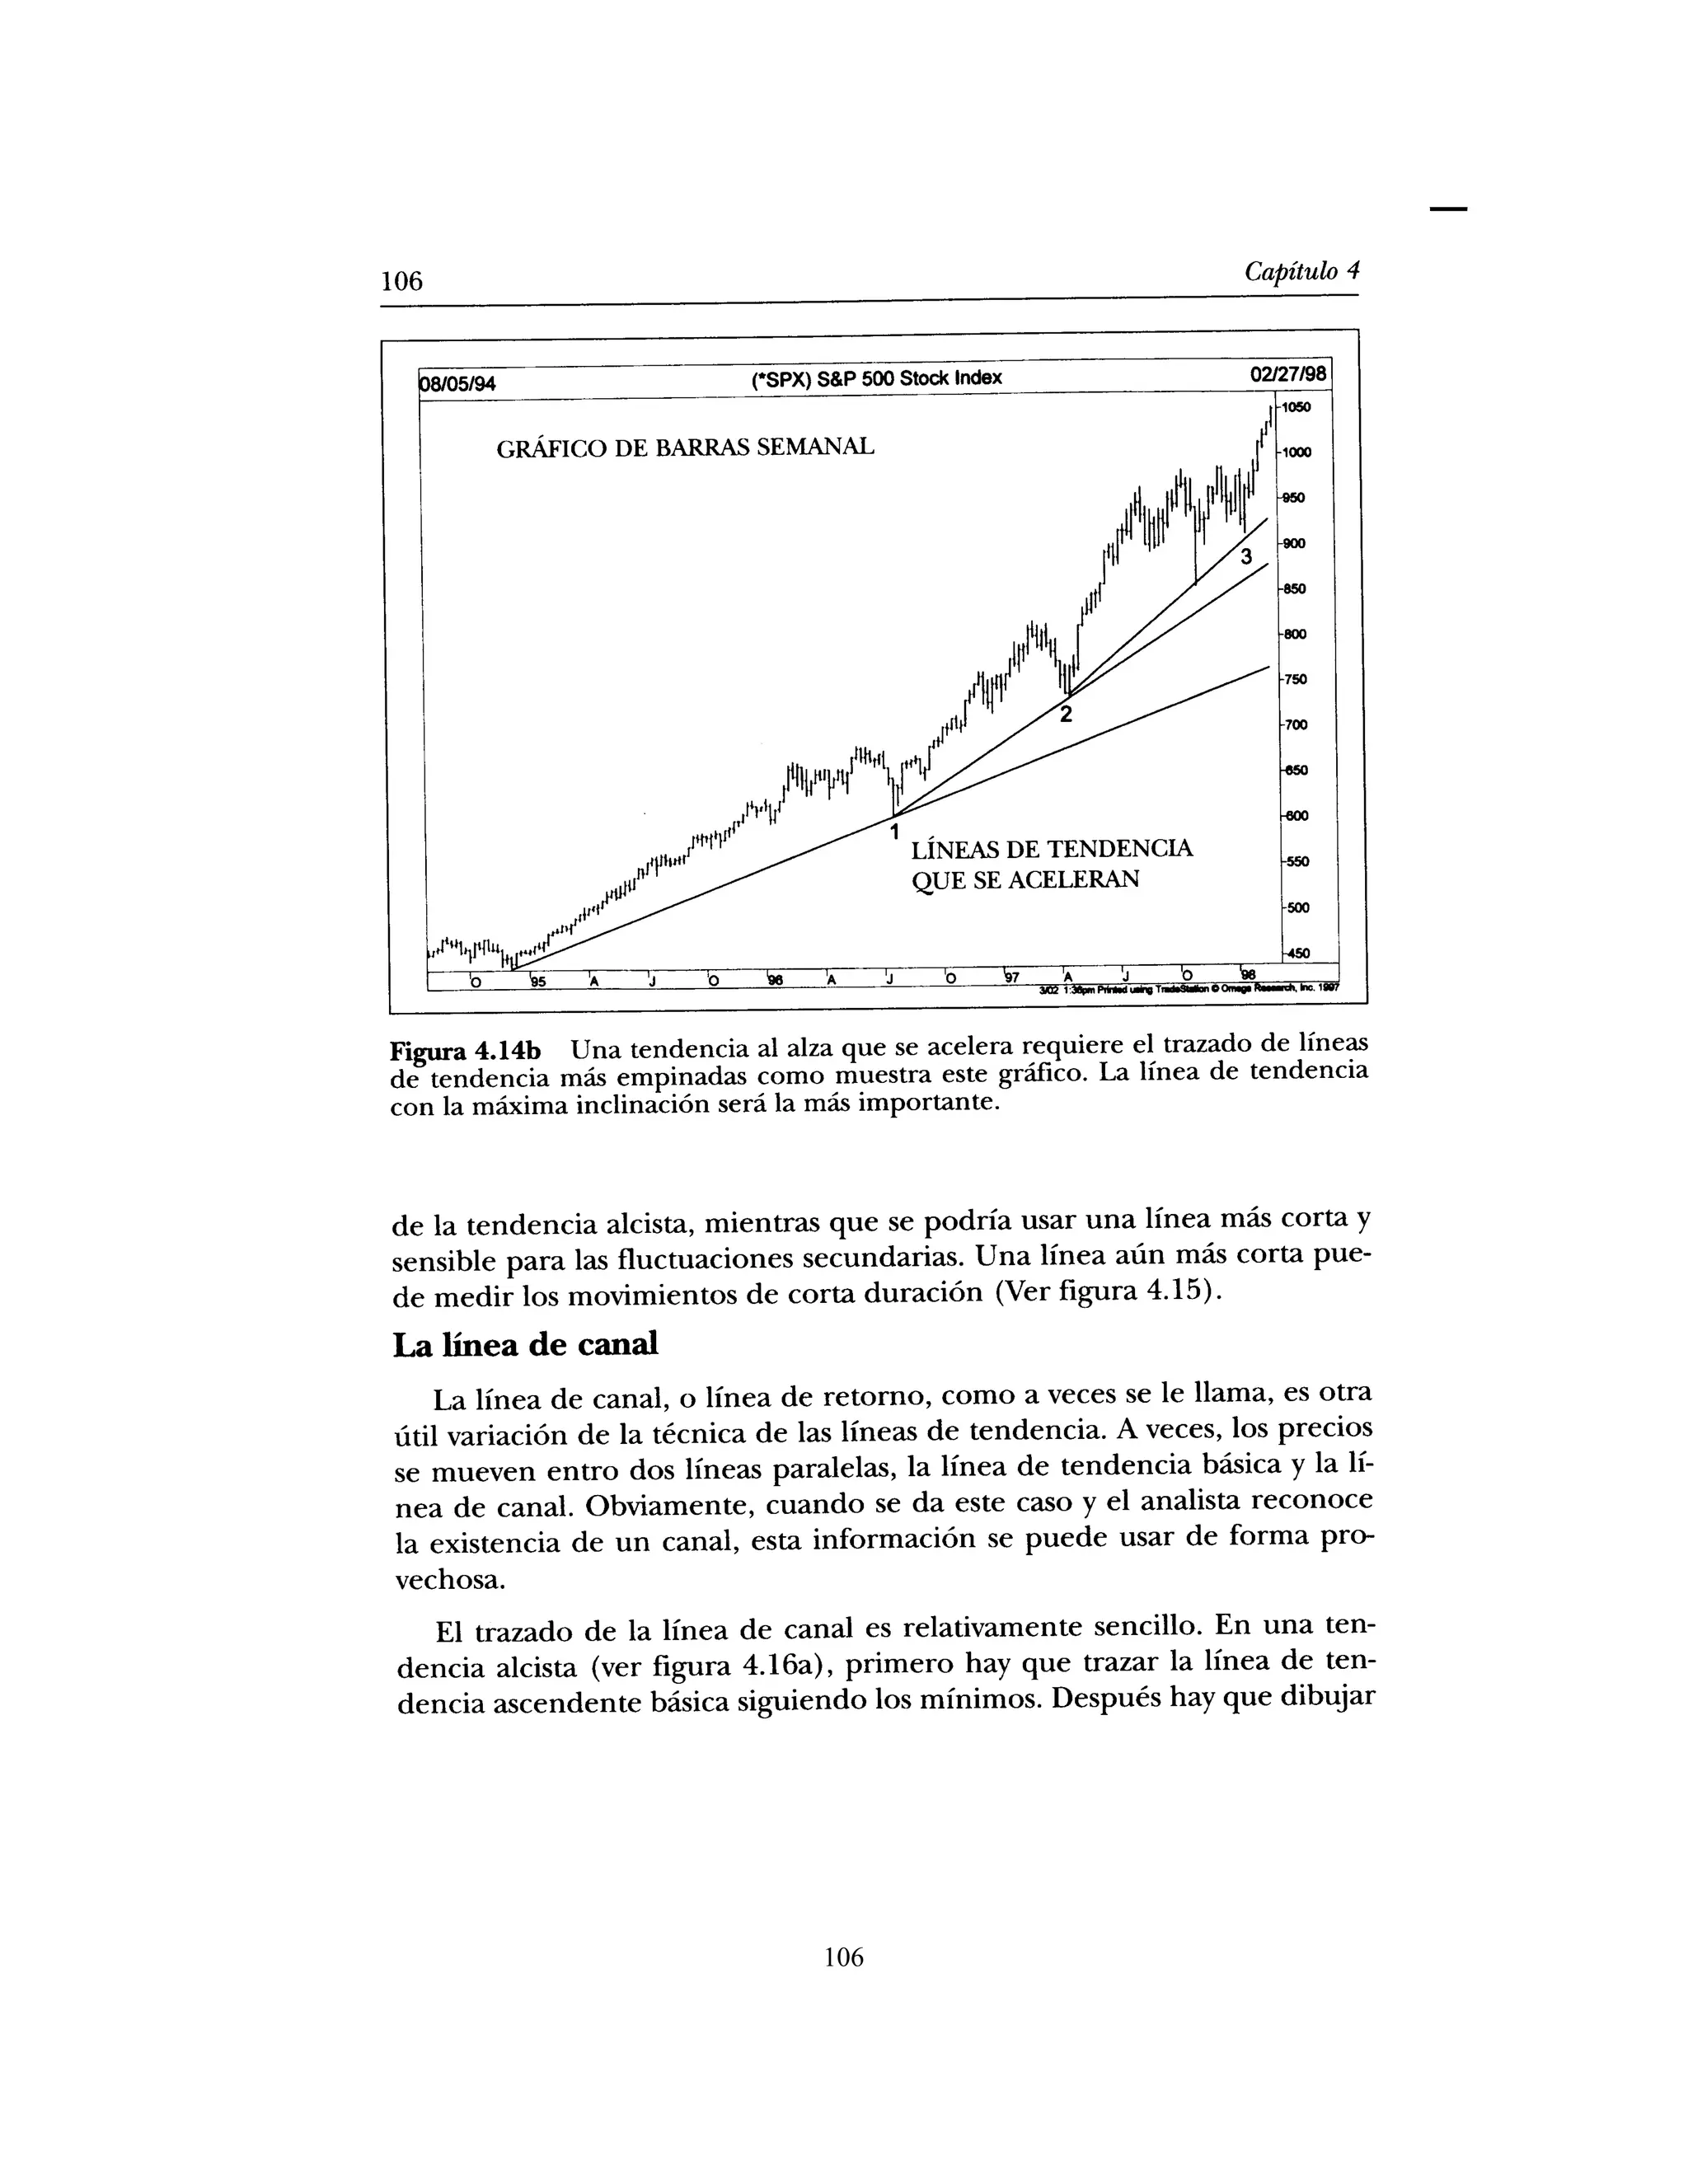 106
Capítulo 4
08/05/94
(*SPX) S&P 500 Stock Index
02/27/98
GRÁFICO DE BARRAS SEMANAL
1050
1000
950
900
850
800
750
700
650
600
550
500
450
3
2
1
LÍNEAS DE TENDENCIA
QUE SE ACELERAN
O '95 A J O '96 A J O '97 A J O '98
3/02 1:38pm Printed using TradeStation © Omega Research, Inc. 1997
Figura 4.14b Una tendencia al alza que se acelera requiere el trazado de líneas
de tendencia más empinadas como muestra este gráfico. La línea de tendencia
con la máxima inclinación será la más importante.
de la tendencia alcista, mientras que se podría usar una línea más corta y
sensible para las fluctuaciones secundarias. Una línea aún más corta pue-
de medir los movimientos de corta duración (Ver figura 4.15).
La línea de canal
La línea de canal, o línea de retorno, como a veces se le llama, es otra
útil variación de la técnica de las líneas de tendencia. A veces, los precios
se mueven entro dos líneas paralelas, la línea de tendencia básica y la lí-
nea de canal. Obviamente, cuando se da este caso y el analista reconoce
la existencia de un canal, esta información se puede usar de forma pro-
vechosa.
El trazado de la línea de canal es relativamente sencillo. En una ten-
dencia alcista (ver figura 4.16a), primero hay que trazar la línea de ten-
dencia ascendente básica siguiendo los mínimos. Después hay que dibujar
106